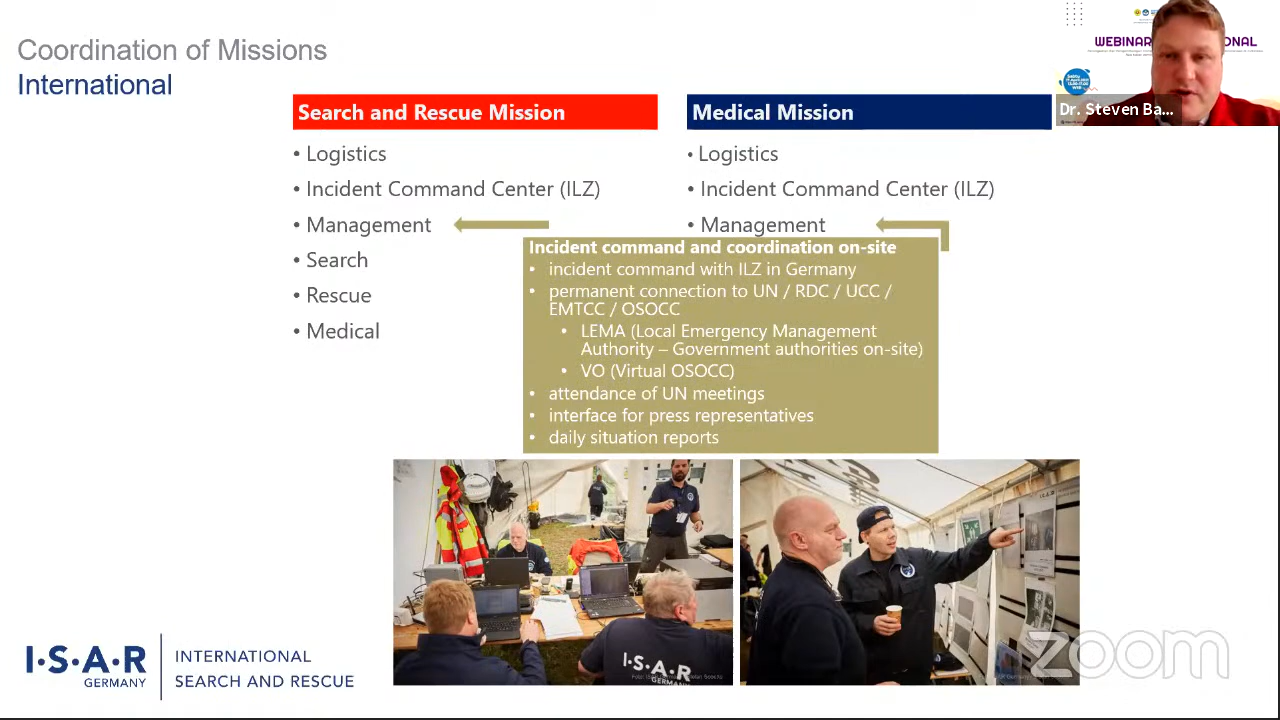 Coordination of Missions
International
WEBINAR
ONAL
Dr. Steven Ba...
Search and Rescue Mission
• Logistics
• Incident Command Center (ILZ)
• Management
• Search
• Rescue
• Medical
Medical Mission
• Logistics
• Incident Command Center (ILZ)
• Management
Incident command and coordination on-site
• incident command with ILZ in Germany
• permanent connection to UN / RDC / UCC /
EMTCC / OSOCC
• LEMA (Local Emergency Management
Authority – Government authorities on-site)
• VO (Virtual OSOCC)
• attendance of UN meetings
• interface for press representatives
• daily situation reports
I·S·A·R
GERMANY
I·S·A·R
I·S·A·R
GERMANY
INTERNATIONAL
SEARCH AND RESCUE
zoom